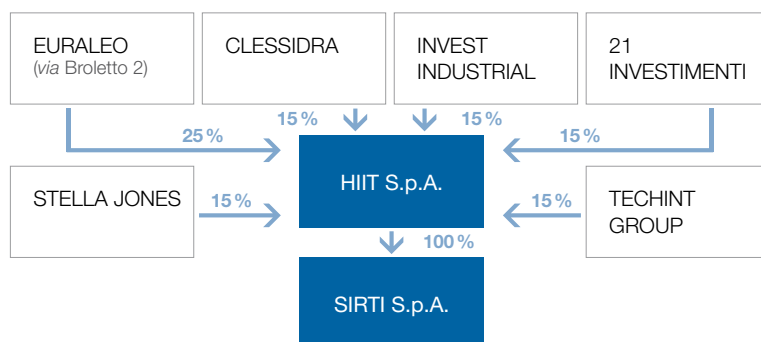 EURALEO
(via Broletto 2)
CLESSIDRA
INVEST
INDUSTRIAL
21
INVESTIMENTI
25 %
15 %
15 %
15 %
HIIT S.p.A.
STELLA JONES
15 %
15 %
TECHINT
GROUP
100 %
SIRTI S.p.A.